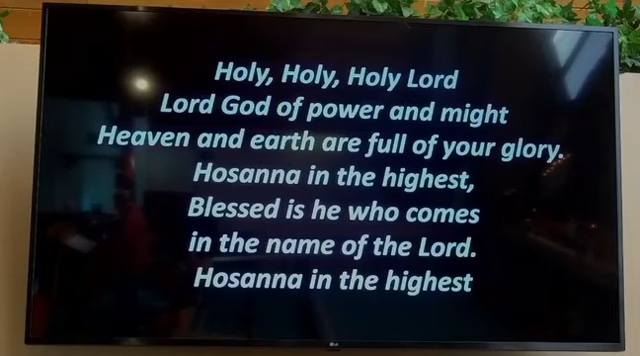 Holy, Holy, Holy Lord
Lord God of power and might
Heaven and earth are full of your glory.
Hosanna in the highest,
Blessed is he who comes
in the name of the Lord.
Hosanna in the highest
LG